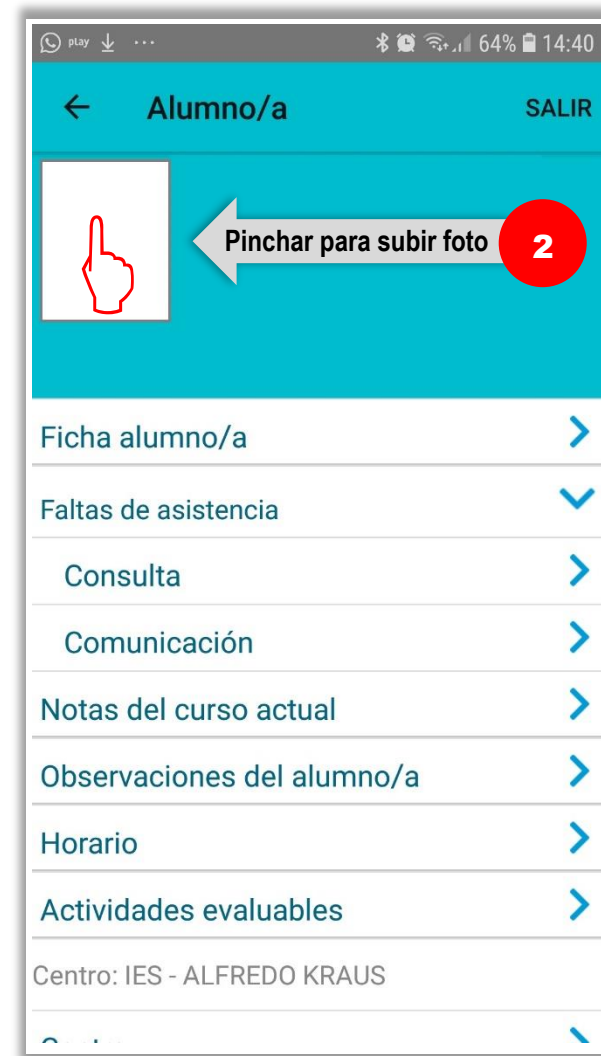 play ... 64% 14:40
Alumno/a SALIR
Pinchar para subir foto 2
Ficha alumno/a
Faltas de asistencia
Consulta
Comunicación
Notas del curso actual
Observaciones del alumno/a
Horario
Actividades evaluables
Centro: IES - ALFREDO KRAUS